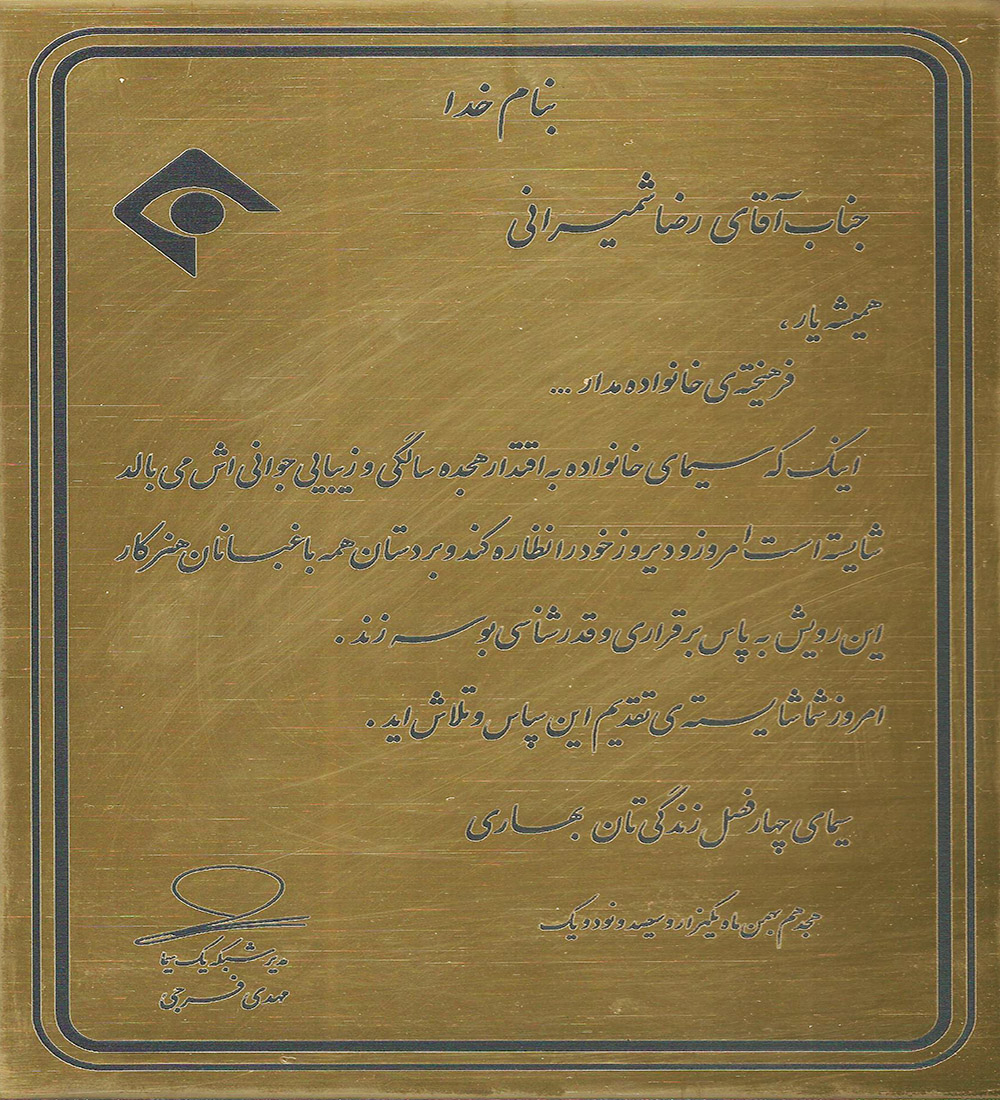 بنام خدا
جناب آقای رضا شمیرانی
همیشه یار ،
فرهیخته‌ی خانواده مدار ...
اینک که سیمای خانواده به اقتدار هجده سالگی و زیبایی جوانی اش می بالد
شایسته است امروز و دیروز خود را نظاره کند و بر دستان همه باغبانان هنرکار
این رویش به پاس برقراری و قدرشناسی بوسه زند .
امروز شما شایسته ی تقدیم این سپاس و تلاش اید .
سیمای چهار فصل زندگی تان بهاری
هجدهم بهمن ماه یکهزار و سیصد و نود و یک
مدیر شبکه یک سیما
مهدی فرجی